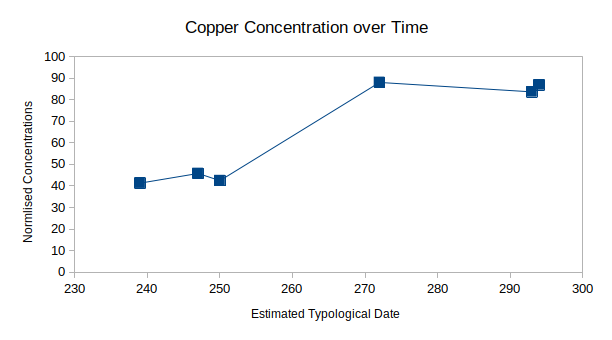 Copper Concentration over Time
100
90
80
70
60
50
40
30
20
10
0
Normlised Concentrations
230 240 250 260 270 280 290 300
Estimated Typological Date